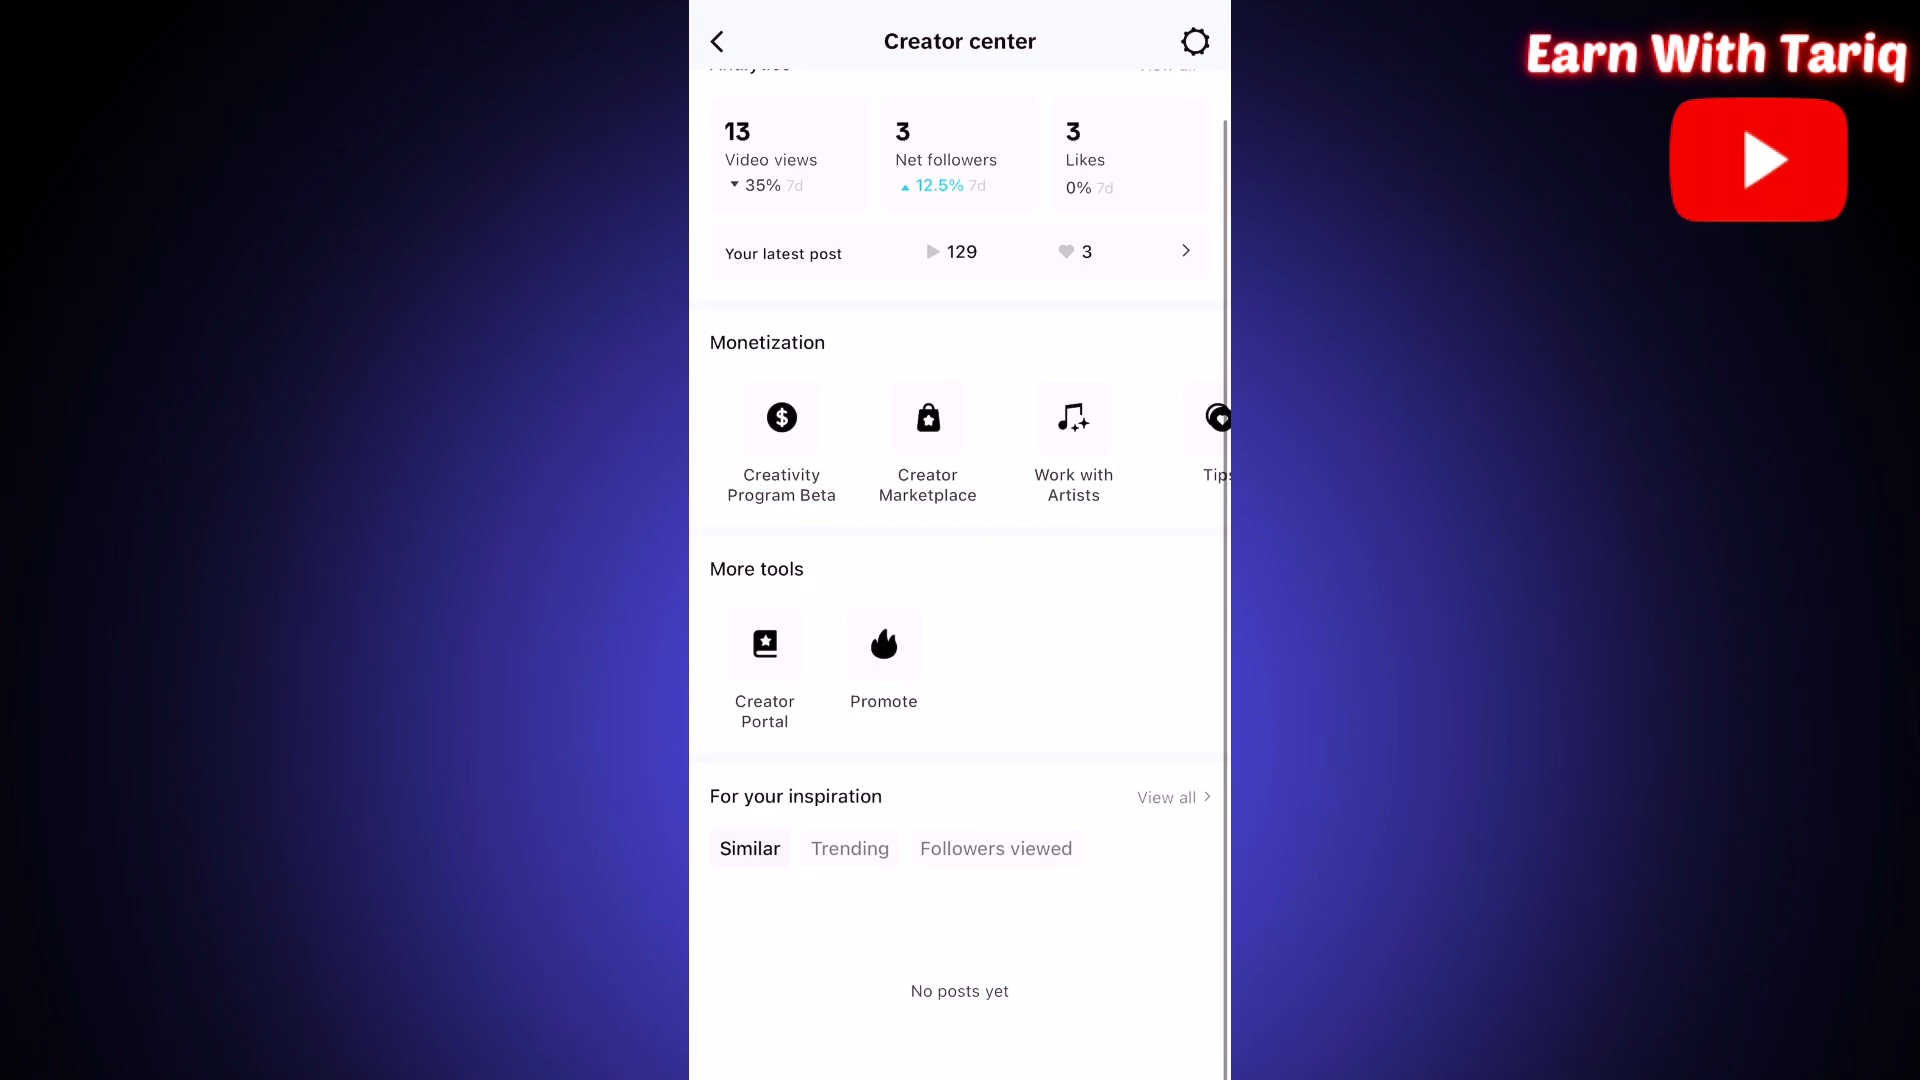 Creator center
Earn With Tariq
13
Video views
35% 7d
3
Net followers
12.5% 7d
3
Likes
0% 7d
Your latest post
129
3
Monetization
Creativity
Program Beta
Creator
Marketplace
Work with
Artists
Tips
More tools
Creator
Portal
Promote
For your inspiration
View all
Similar
Trending
Followers viewed
No posts yet